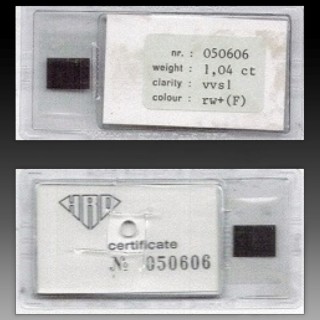 nr. : 050606
weight : 1,04 ct
clarity : vvs1
colour : rw+(F)
HRD
certificate
№ 050606